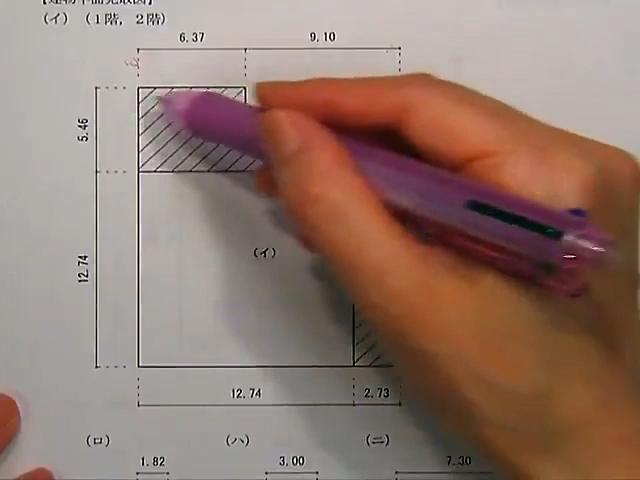 (イ) (1階, 2階)
6.37 9.10
5.46
12.74
(イ)
12.74 2.73
(ロ) (ハ) (ニ)
1.82 3.00 7.30